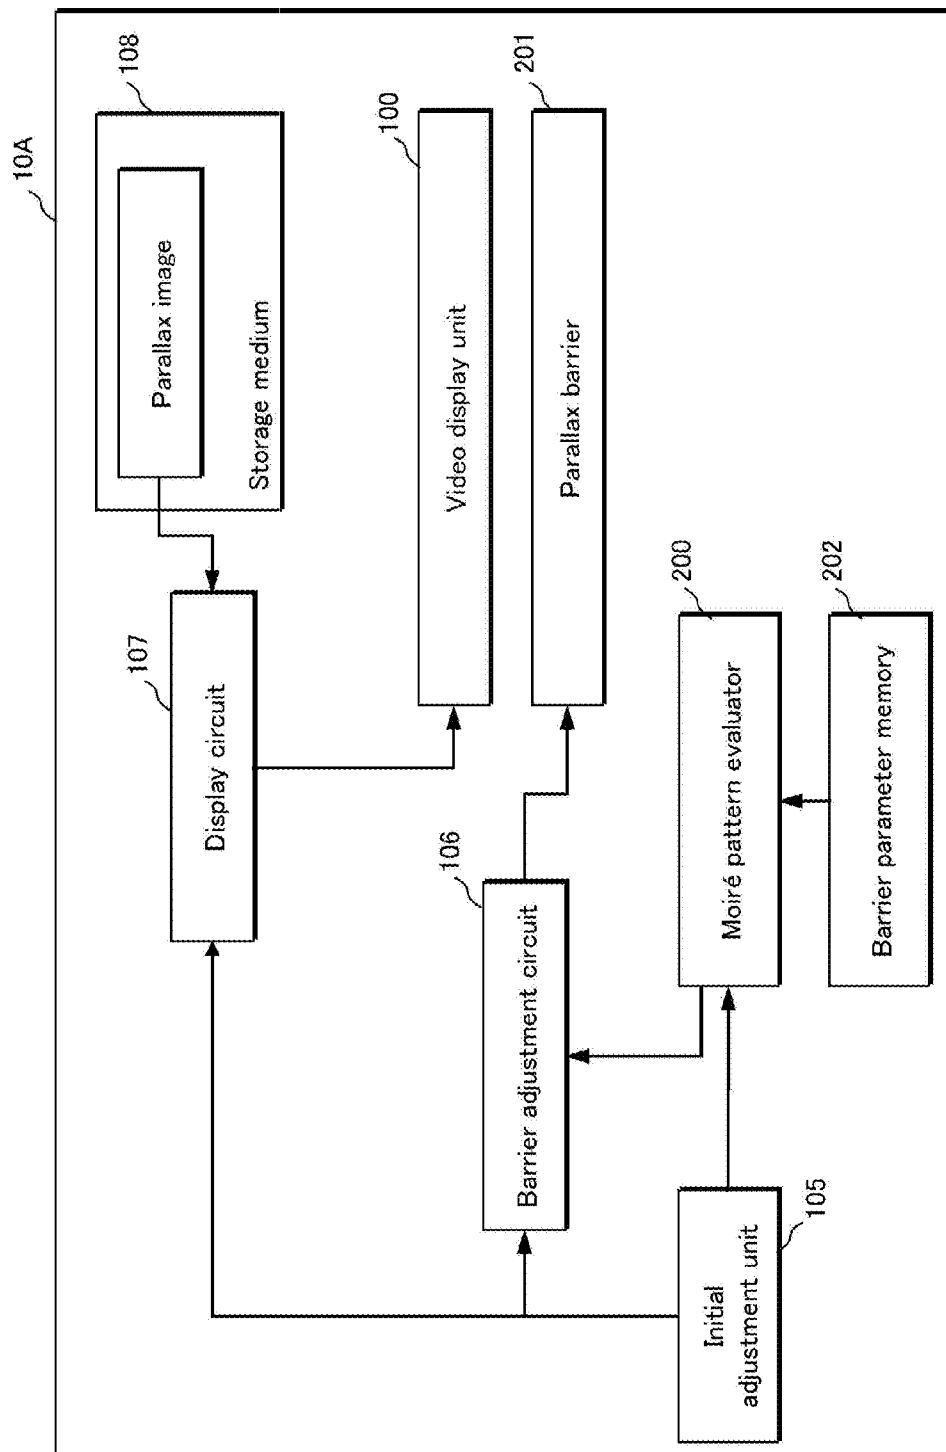 10A
108
Parallax image
Storage medium
107
Display circuit
100
Video display unit
201
Parallax barrier
106
Barrier adjustment circuit
200
Moiré pattern evaluator
202
Barrier parameter memory
105
Initial
adjustment unit